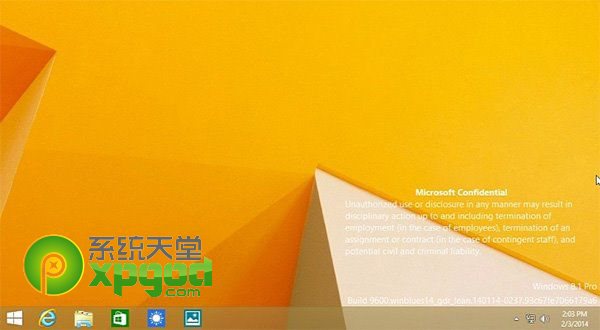 Microsoft Confidential
Unauthorized use or disclosure in any manner may result in
disciplinary action up to and including termination of
employment (in the case of employees), termination of an
assignment or contract (in the case of contingent staff), and
potential civil and criminal liability.
系统天堂
xpgod
.com
Windows 8.1 Pro
Build 9600.winblue14_gdr_lean.140114-0237.93c67fe7066179a6
2:03 PM
2/3/2014